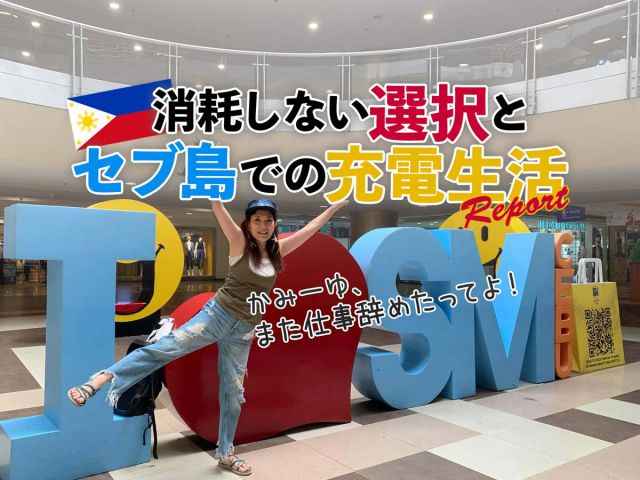 消耗しない選択と
セブ島での充電生活
Report
かみーゆ、
また仕事辞めたってよ！
I SM CEBU